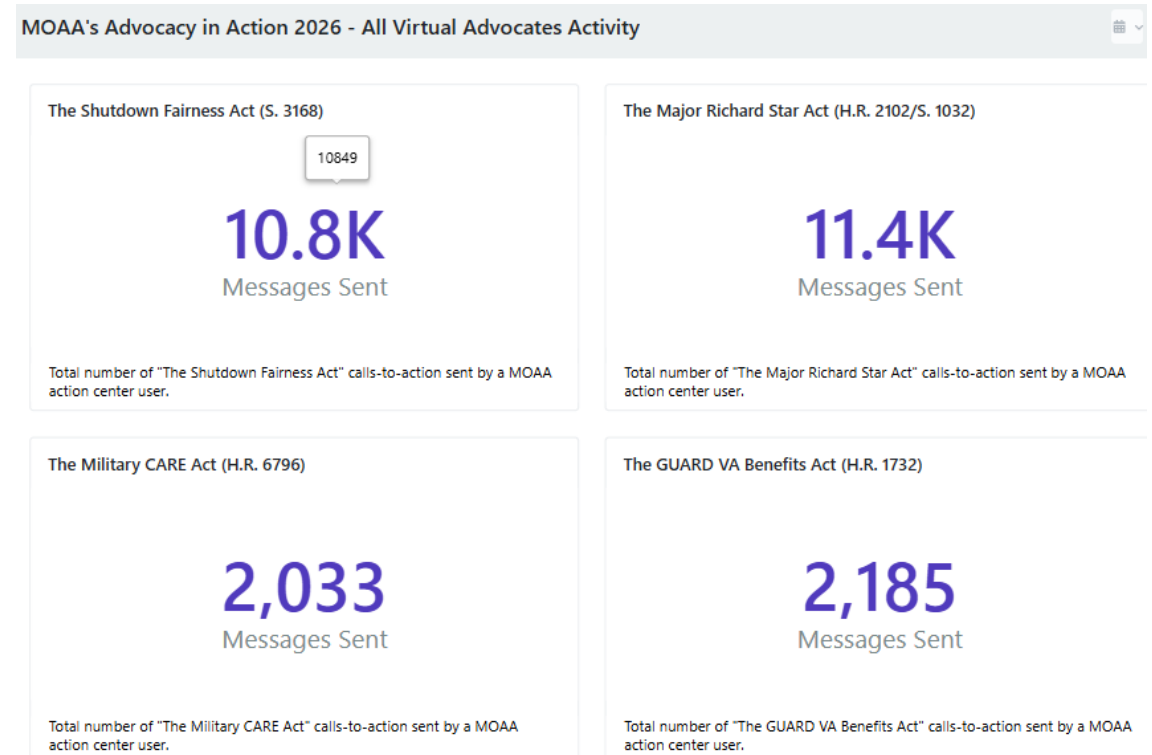 MOAA's Advocacy in Action 2026 - All Virtual Advocates Activity
The Shutdown Fairness Act (S. 3168)
10849
10.8K
Messages Sent
Total number of "The Shutdown Fairness Act" calls-to-action sent by a MOAA
action center user.
The Major Richard Star Act (H.R. 2102/S. 1032)
11.4K
Messages Sent
Total number of "The Major Richard Star Act" calls-to-action sent by a MOAA
action center user.
The Military CARE Act (H.R. 6796)
2,033
Messages Sent
Total number of "The Military CARE Act" calls-to-action sent by a MOAA
action center user.
The GUARD VA Benefits Act (H.R. 1732)
2,185
Messages Sent
Total number of "The GUARD VA Benefits Act" calls-to-action sent by a MOAA
action center user.